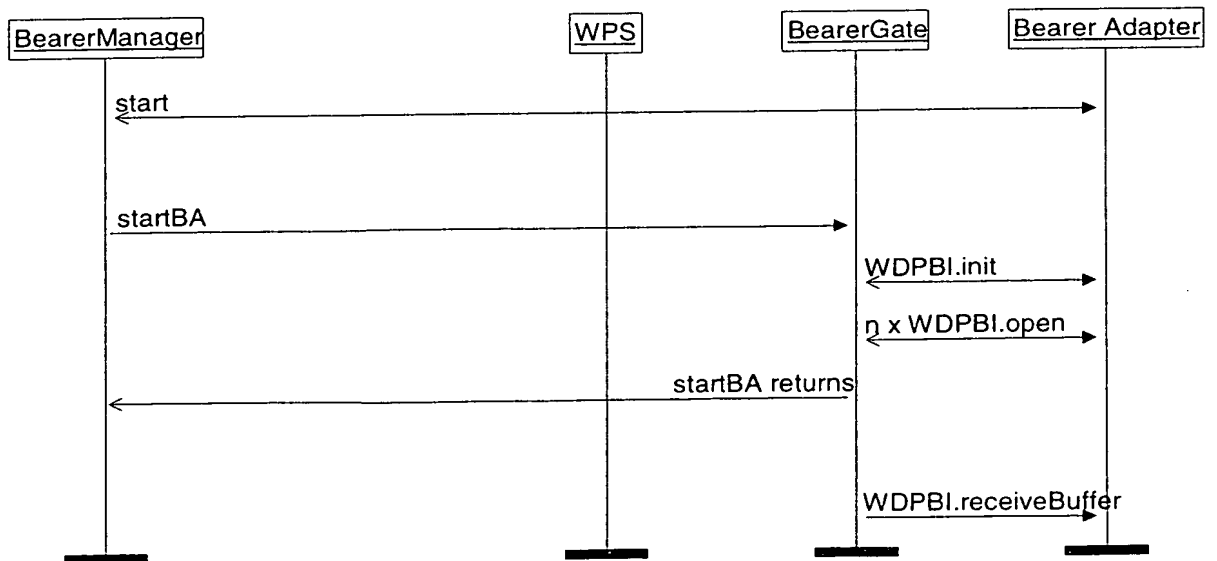 BearerManager
WPS
BearerGate
Bearer Adapter
start
startBA
WDPBI.init
n x WDPBI.open
startBA returns
WDPBI.receiveBuffer